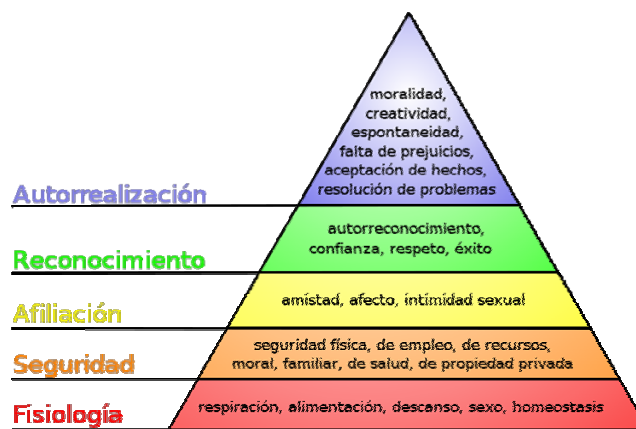 moralidad,
creatividad,
espontaneidad,
falta de prejuicios,
aceptación de hechos,
resolución de problemas
Autorrealización
autorreconocimiento,
confianza, respeto, éxito
Reconocimiento
amistad, afecto, intimidad sexual
Afiliación
seguridad física, de empleo, de recursos,
moral, familiar, de salud, de propiedad privada
Seguridad
respiración, alimentación, descanso, sexo, homeostasis
Fisiología